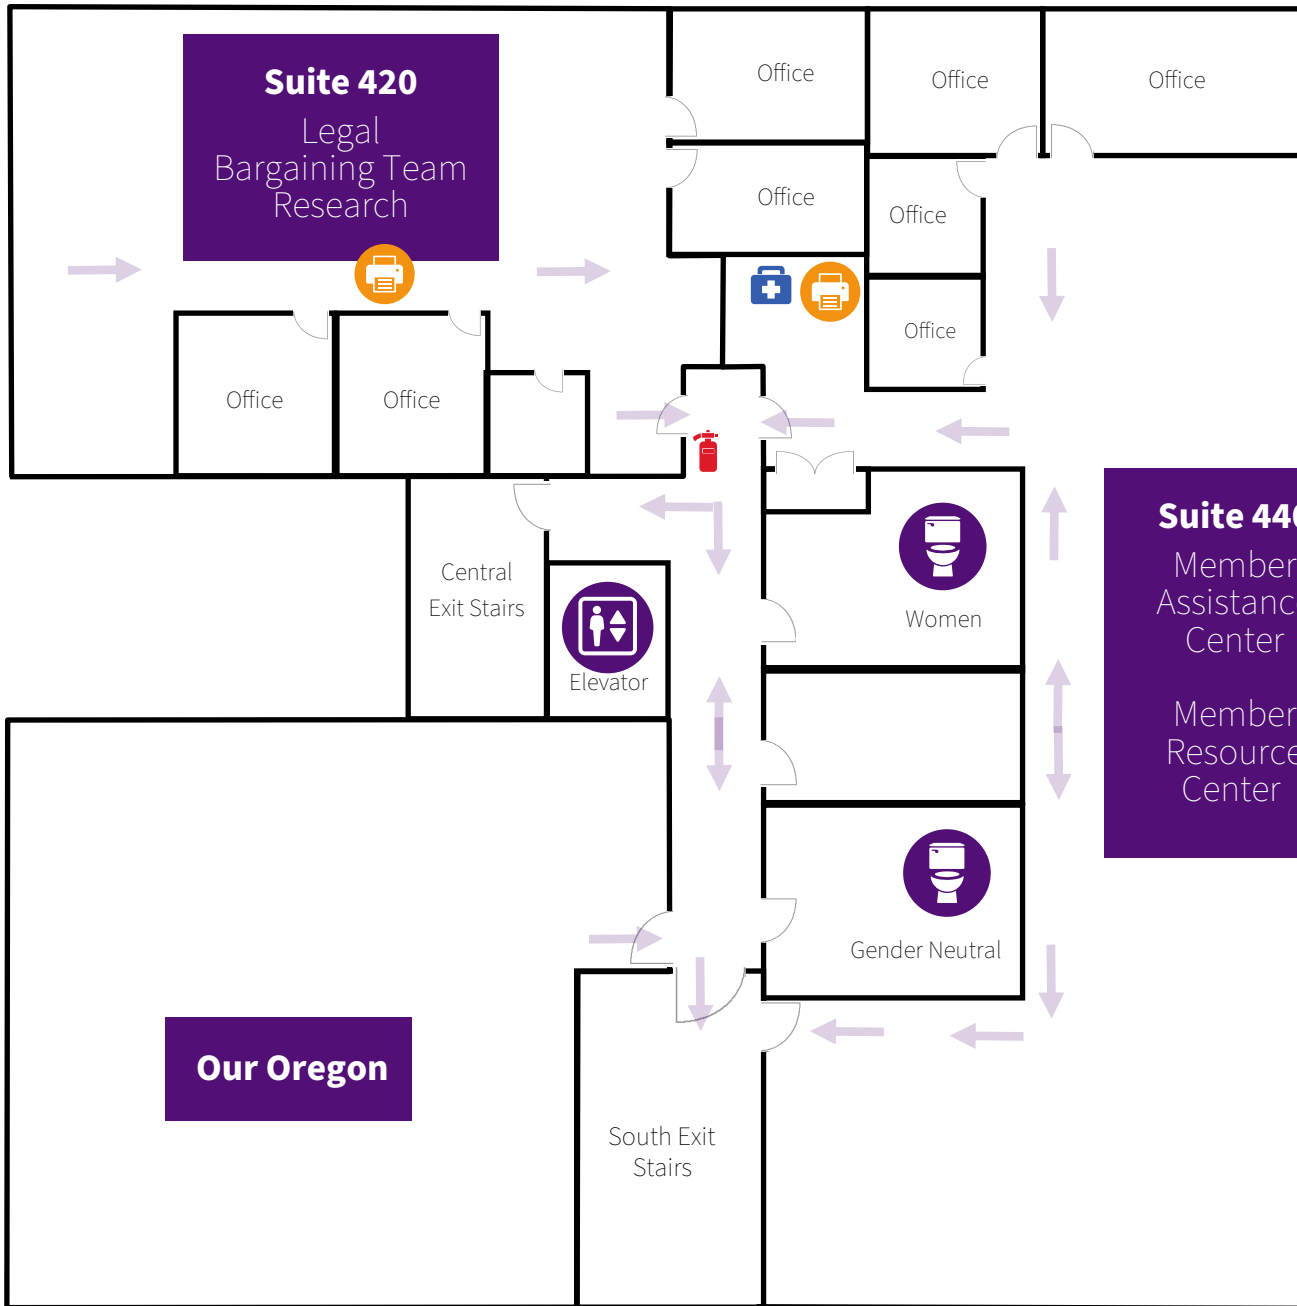 Suite 420
Legal
Bargaining Team
Research
Office
Office
Office
Office
Office
Office
Office
Office
Central
Exit Stairs
Elevator
Women
Suite 44
Member
Assistanc
Center
Member
Resource
Center
Gender Neutral
Our Oregon
South Exit
Stairs